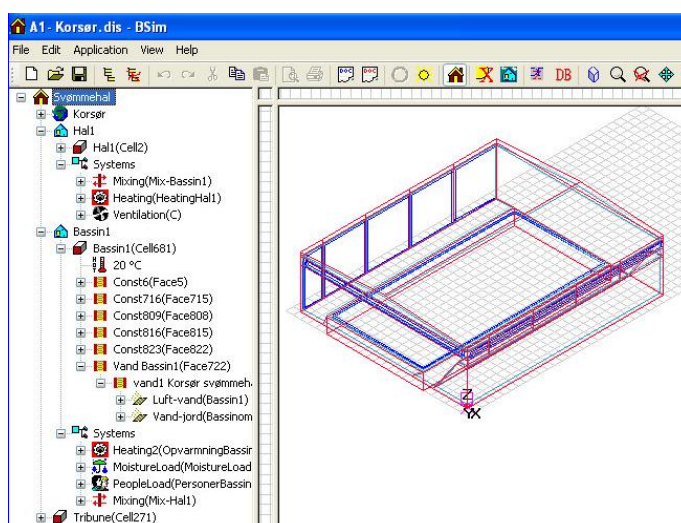 A1- Korsør.dis - BSim
File Edit Application View Help
DOC DOC DB
Svømmehal
Korsør
Hal1
Hal1(Cell2)
Systems
Mixing(Mix-Bassin1)
Heating(HeatingHal1)
Ventilation(C)
Bassin1
Bassin1(Cell681)
20 °C
Const6(Face5)
Const716(Face715)
Const809(Face808)
Const816(Face815)
Const823(Face822)
Vand Bassin1(Face722)
vand1 Korsør svømmeh
Luft-vand(Bassin1)
Vand-jord(Bassinom
Systems
Heating2(OpvarmningBassir
MoistureLoad(MoistureLoad
PeopleLoad(PersonerBassin
Mixing(Mix-Hal1)
Tribune(Cell271)
Z
YX